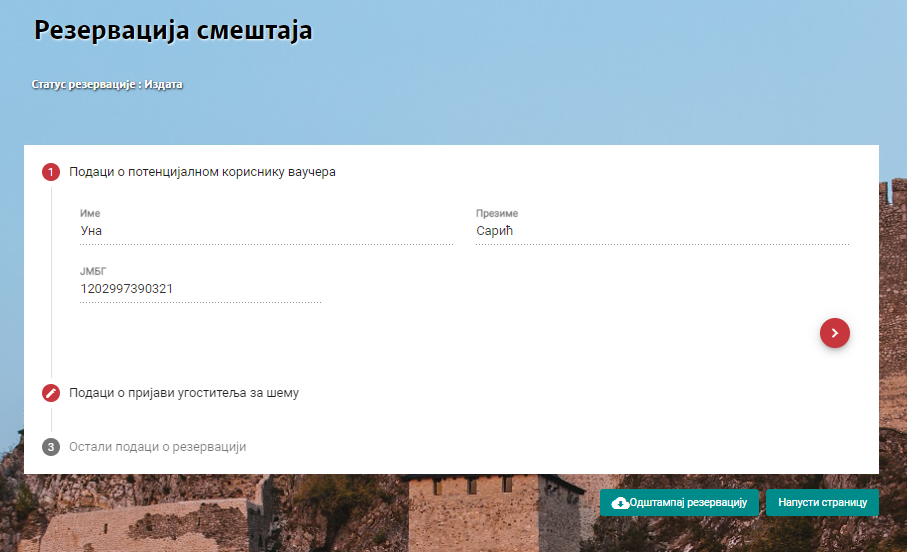 Резервација смештаја
Статус резервације : Издата
1 Подаци о потенцијалном кориснику ваучера
Име Презиме
Уна Сарић
ЈМБГ
1202997390321
Подаци о пријави угоститеља за шему
3 Остали подаци о резервацији
Одштампај резервацију Напусти страницу